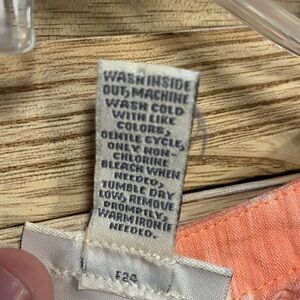 WASH INSIDE
OUT, MACHINE
WASH COLD
WITH LIKE
COLORS,
GENTLE CYCLE,
ONLY NON-
CHLORINE
BLEACH WHEN
NEEDED,
TUMBLE DRY
LOW, REMOVE
PROMPTLY,
WARM IRON IF
NEEDED.
F24